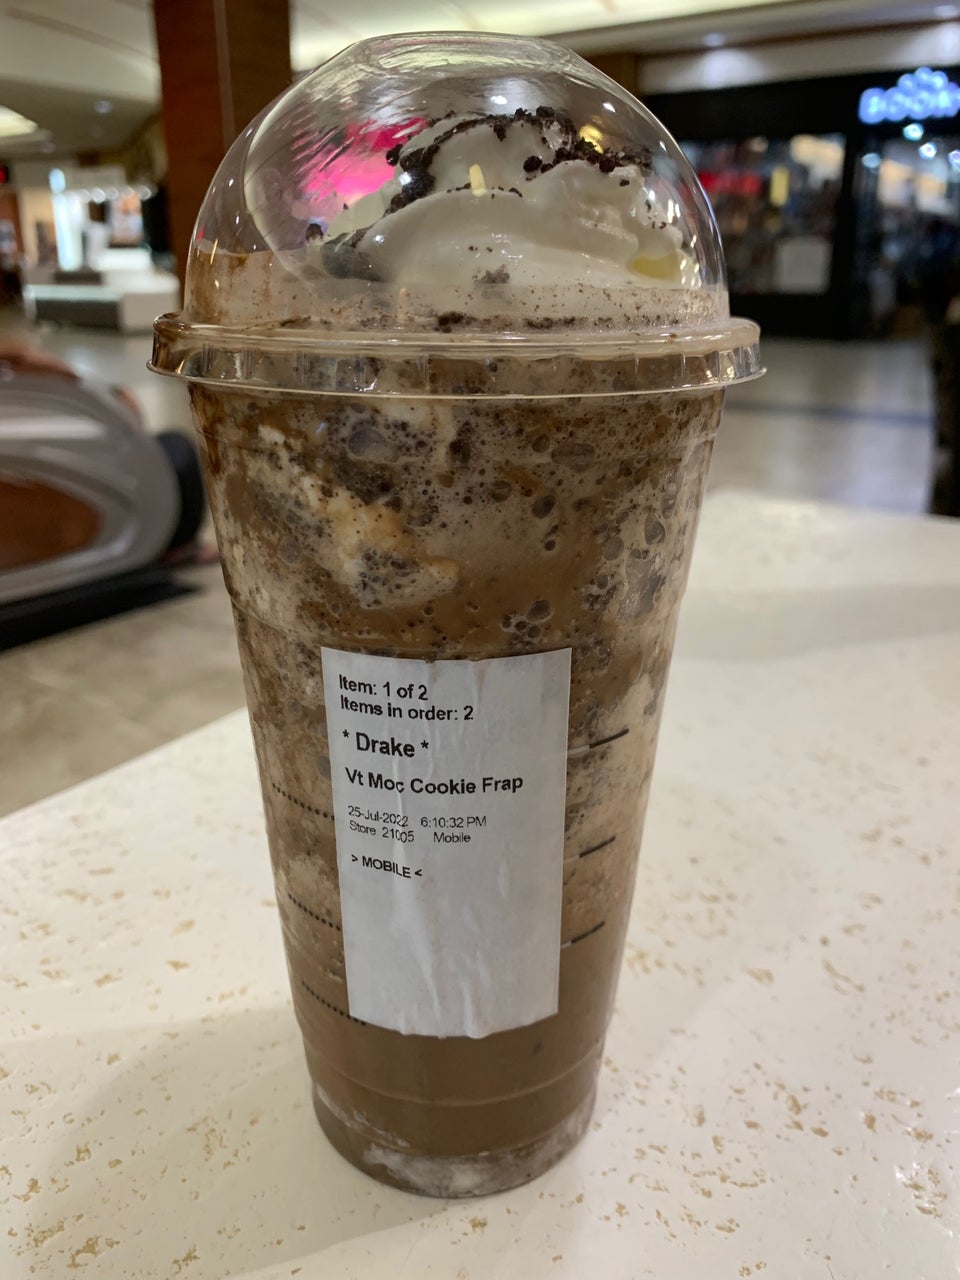 BOOK
Item: 1 of 2
Items in order: 2
* Drake *
Vt Moc Cookie Frap
25-Jul-2022 6:10:32 PM
Store 21005 Mobile
> MOBILE <